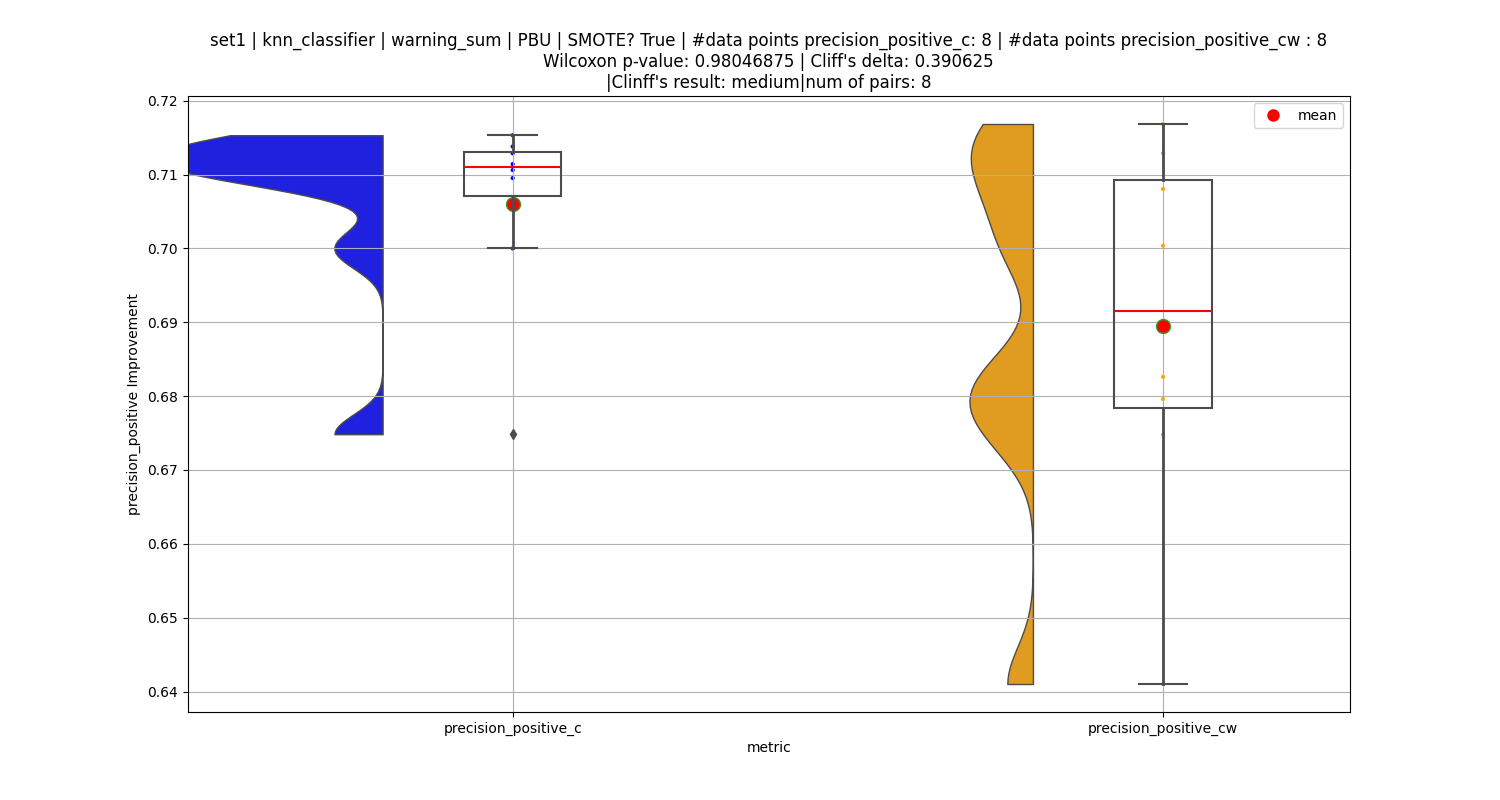 set1 | knn_classifier | warning_sum | PBU | SMOTE? True | #data points precision_positive_c: 8 | #data points precision_positive_cw : 8
Wilcoxon p-value: 0.98046875 | Cliff's delta: 0.390625
|Clinff's result: medium|num of pairs: 8
mean
0.72
0.71
0.70
0.69
0.68
0.67
0.66
0.65
0.64
precision_positive Improvement
precision_positive_c
precision_positive_cw
metric